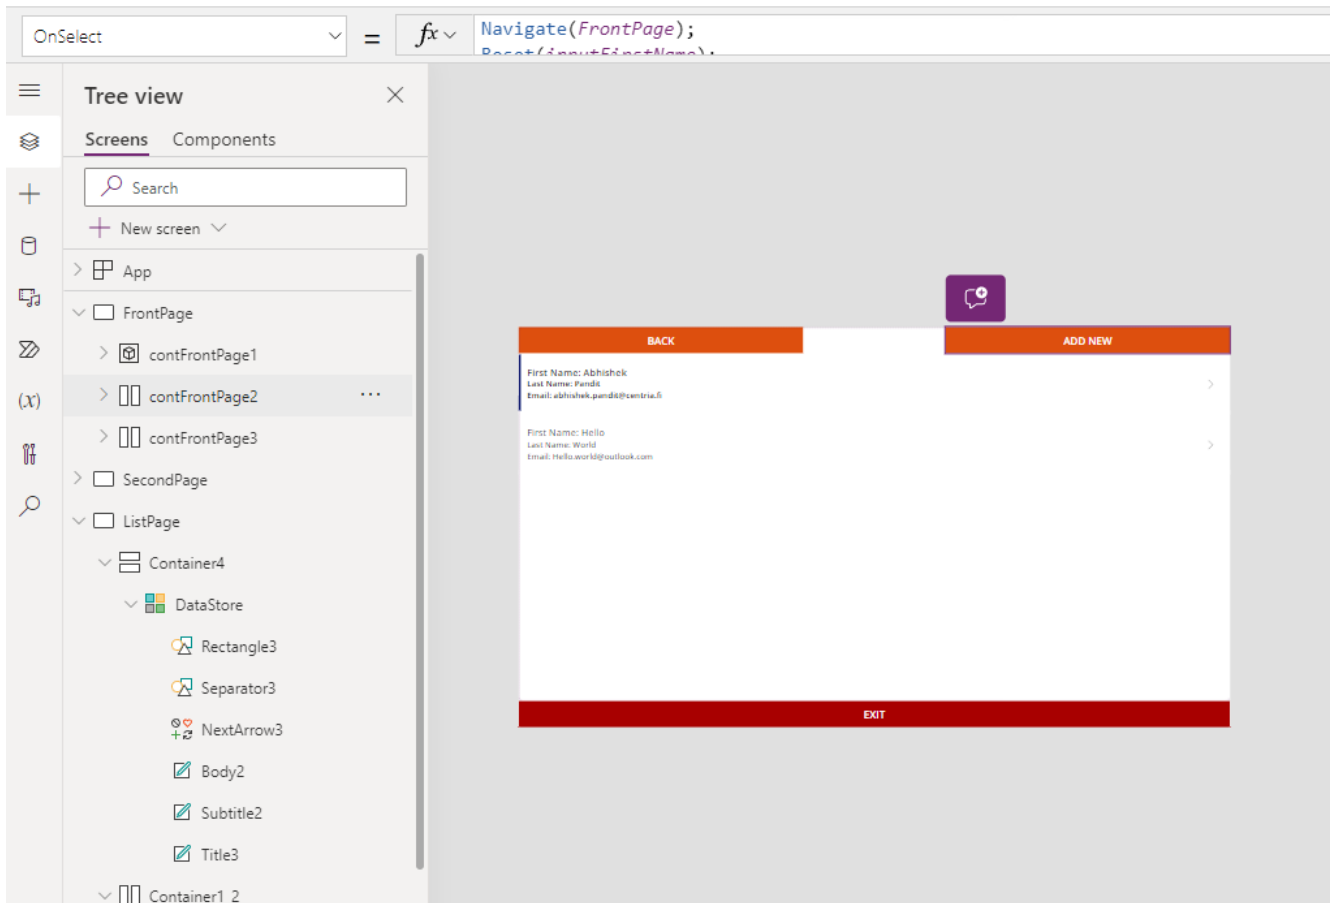 OnSelect
=
fx
Navigate(FrontPage);
Reset(inputFirstName);
Tree view
Screens
Components
Search
New screen
App
FrontPage
contFrontPage1
contFrontPage2
...
contFrontPage3
SecondPage
ListPage
Container4
DataStore
Rectangle3
Separator3
NextArrow3
Body2
Subtitle2
Title3
Container1_2
(x)
BACK
ADD NEW
First Name: Abhishek
Last Name: Pandit
Email: abhishek.pandit@centria.fi
First Name: Hello
Last Name: World
Email: Hello.world@outlook.com
EXIT